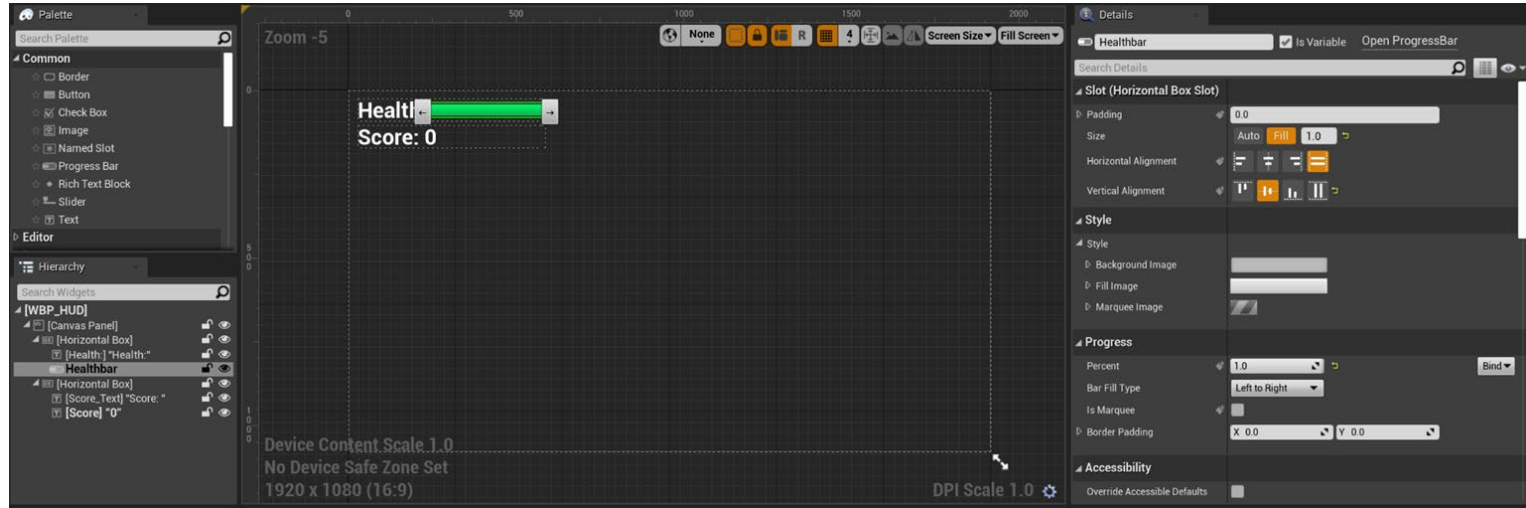 Palette
Search Palette
Common
Border
Button
Check Box
Image
Named Slot
Progress Bar
Rich Text Block
Slider
Text
Editor
Hierarchy
Search Widgets
[WBP_HUD]
[Canvas Panel]
[Horizontal Box]
[Health:] "Health:"
Healthbar
[Horizontal Box]
[Score_Text] "Score: "
[Score] "0"
0 500 1000 1500 2000
Zoom -5
None R 4 Screen Size Fill Screen
0
500
1000
Health
Score: 0
Device Content Scale 1.0
No Device Safe Zone Set
1920 x 1080 (16:9)
DPI Scale 1.0
Details
Healthbar Is Variable Open ProgressBar
Search Details
Slot (Horizontal Box Slot)
Padding 0.0
Size Auto Fill 1.0
Horizontal Alignment
Vertical Alignment
Style
Style
Background Image
Fill Image
Marquee Image
Progress
Percent 1.0 Bind
Bar Fill Type Left to Right
Is Marquee
Border Padding X 0.0 Y 0.0
Accessibility
Override Accessible Defaults